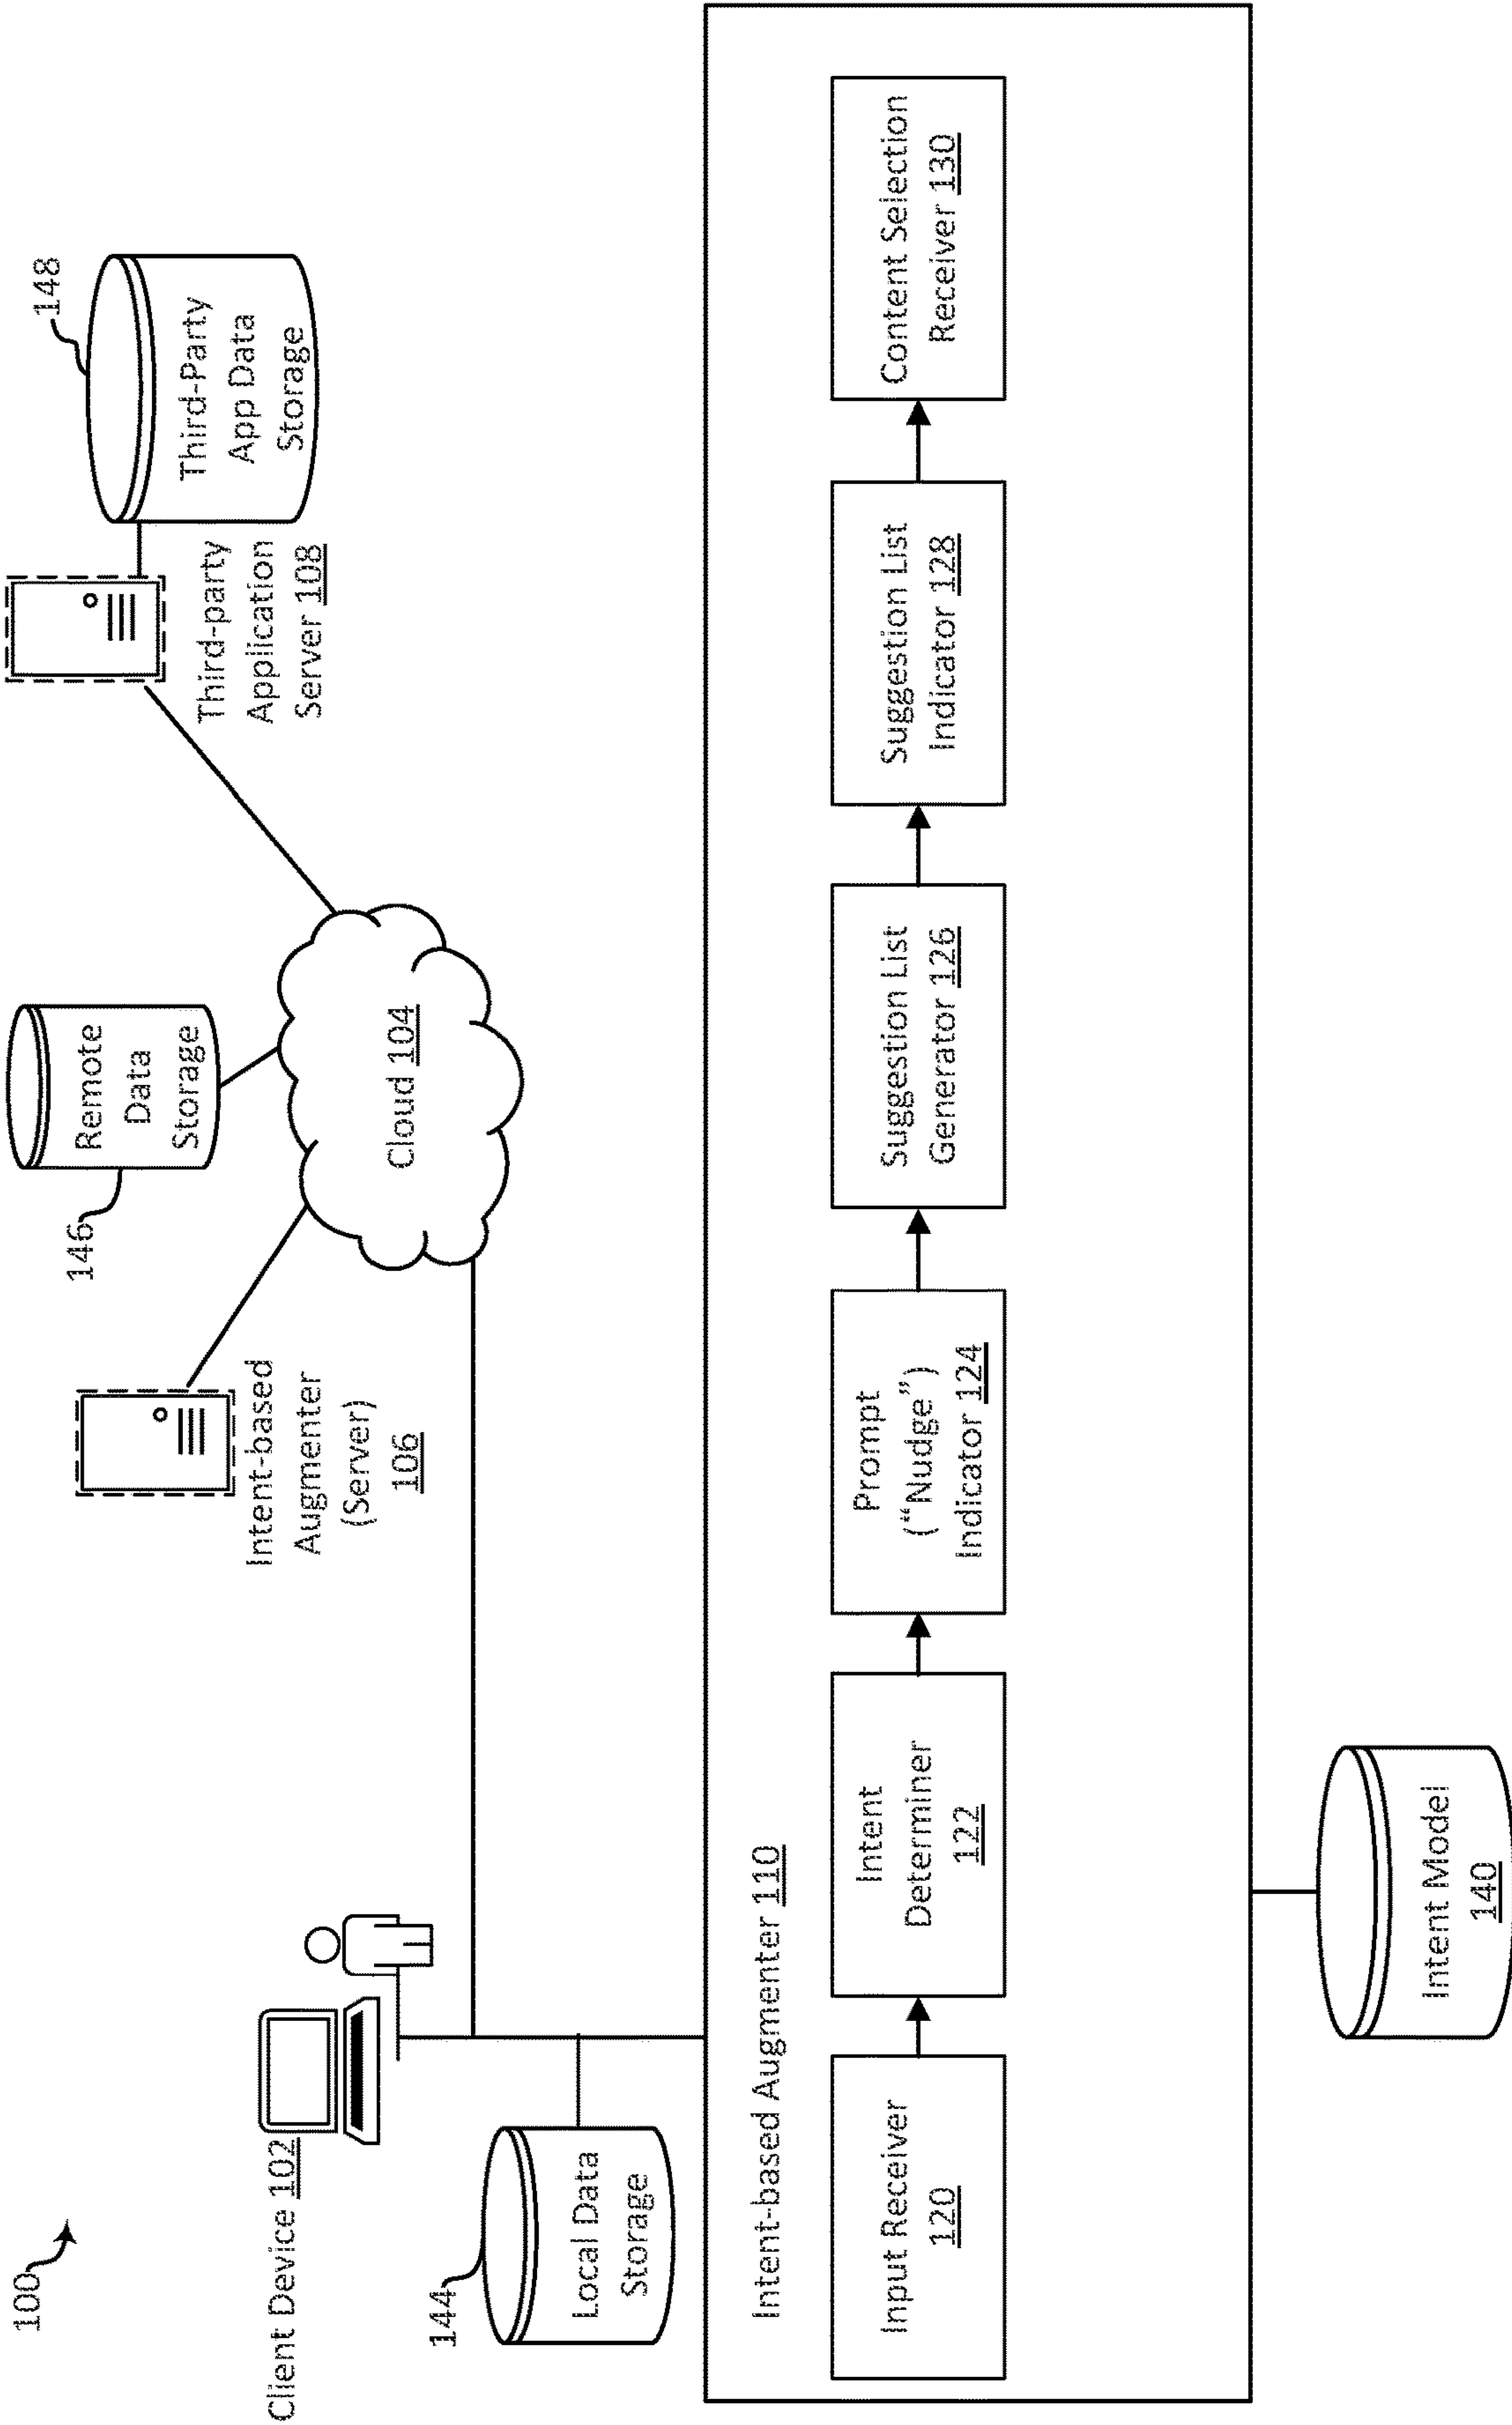 100
Client Device 102
144
Local Data
Storage
Intent-based
Augmenter
(Server)
106
146
Remote
Data
Storage
Cloud 104
Third-party
Application
Server 108
148
Third-Party
App Data
Storage
Intent-based Augmenter 110
Input Receiver
120
Intent
Determiner
122
Prompt
(“Nudge”)
Indicator 124
Suggestion List
Generator 126
Suggestion List
Indicator 128
Content Selection
Receiver 130
Intent Model
140